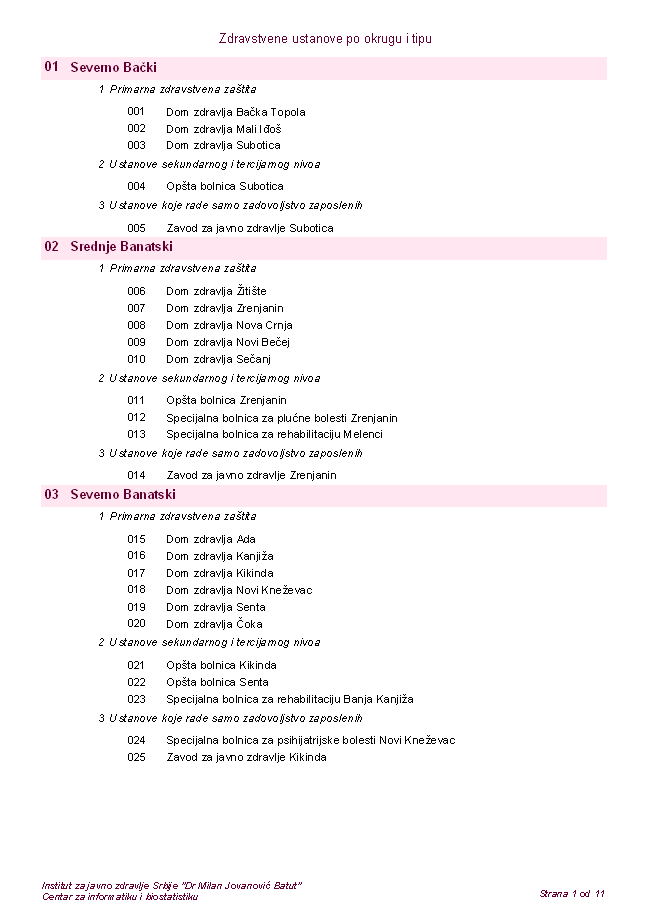 Zdravstvene ustanove po okrugu i tipu
01 Severno Bački
1 Primarna zdravstvena zaštita
001 Dom zdravlja Bačka Topola
002 Dom zdravlja Mali Iđoš
003 Dom zdravlja Subotica
2 Ustanove sekundarnog i tercijarnog nivoa
004 Opšta bolnica Subotica
3 Ustanove koje rade samo zadovoljstvo zaposlenih
005 Zavod za javno zdravlje Subotica
02 Srednje Banatski
1 Primarna zdravstvena zaštita
006 Dom zdravlja Žitište
007 Dom zdravlja Zrenjanin
008 Dom zdravlja Nova Crnja
009 Dom zdravlja Novi Bečej
010 Dom zdravlja Sečanj
2 Ustanove sekundarnog i tercijarnog nivoa
011 Opšta bolnica Zrenjanin
012 Specijalna bolnica za plućne bolesti Zrenjanin
013 Specijalna bolnica za rehabilitaciju Melenci
3 Ustanove koje rade samo zadovoljstvo zaposlenih
014 Zavod za javno zdravlje Zrenjanin
03 Severno Banatski
1 Primarna zdravstvena zaštita
015 Dom zdravlja Ada
016 Dom zdravlja Kanjiža
017 Dom zdravlja Kikinda
018 Dom zdravlja Novi Kneževac
019 Dom zdravlja Senta
020 Dom zdravlja Čoka
2 Ustanove sekundarnog i tercijarnog nivoa
021 Opšta bolnica Kikinda
022 Opšta bolnica Senta
023 Specijalna bolnica za rehabilitaciju Banja Kanjiža
3 Ustanove koje rade samo zadovoljstvo zaposlenih
024 Specijalna bolnica za psihijatrijske bolesti Novi Kneževac
025 Zavod za javno zdravlje Kikinda
Institut za javno zdravlje Srbije "Dr Milan Jovanović Batut"
Centar za informatiku i biostatistiku
Strana 1 od 11